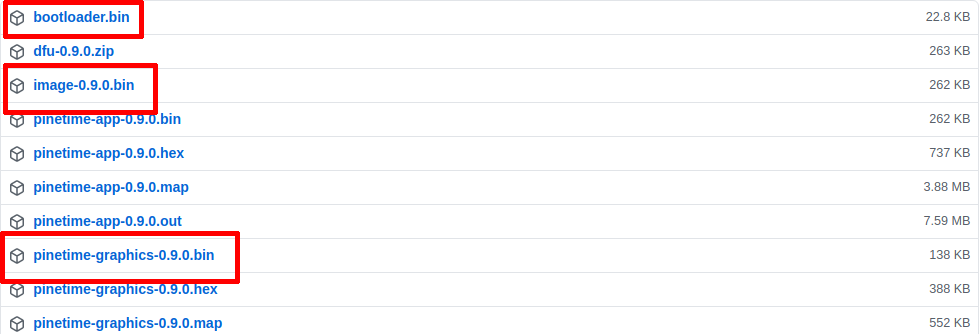 bootloader.bin 22.8 KB
dfu-0.9.0.zip 263 KB
image-0.9.0.bin 262 KB
pinetime-app-0.9.0.bin 262 KB
pinetime-app-0.9.0.hex 737 KB
pinetime-app-0.9.0.map 3.88 MB
pinetime-app-0.9.0.out 7.59 MB
pinetime-graphics-0.9.0.bin 138 KB
pinetime-graphics-0.9.0.hex 388 KB
pinetime-graphics-0.9.0.map 552 KB